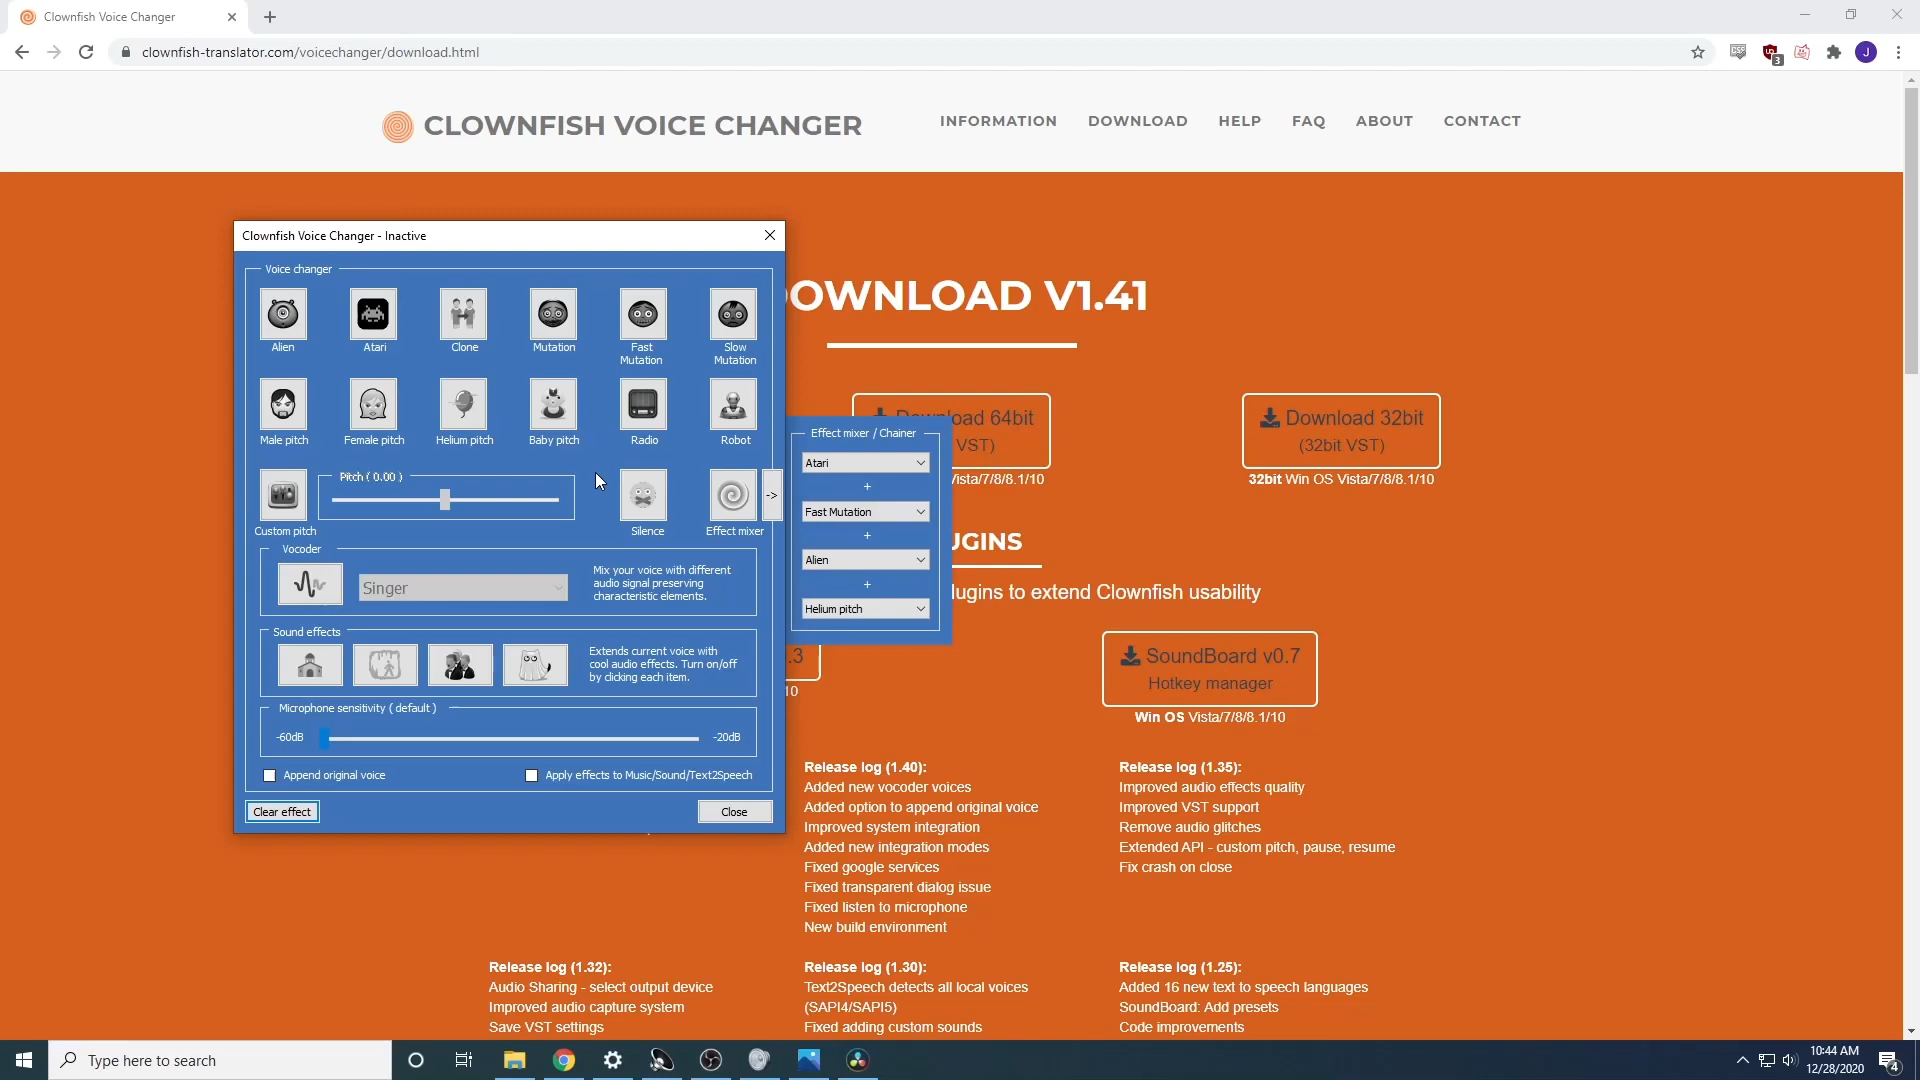 Clownfish Voice Changer
clownfish-translator.com/voicechanger/download.html
3
J
CLOWNFISH VOICE CHANGER
INFORMATION DOWNLOAD HELP FAQ ABOUT CONTACT
Clownfish Voice Changer - Inactive
Voice changer
Alien Atari Clone Mutation Fast Mutation Slow Mutation
Male pitch Female pitch Helium pitch Baby pitch Radio Robot
Pitch ( 0.00 )
->
Custom pitch Silence Effect mixer
Vocoder
Singer
Mix your voice with different
audio signal preserving
characteristic elements.
Sound effects
Extends current voice with
cool audio effects. Turn on/off
by clicking each item.
Microphone sensitivity ( default )
-60dB -20dB
Append original voice Apply effects to Music/Sound/Text2Speech
Clear effect Close
Effect mixer / Chainer
Atari
+
Fast Mutation
+
Alien
+
Helium pitch
OWNLOAD V1.41
Download 64bit
VST)
Vista/7/8/8.1/10
Download 32bit
(32bit VST)
32bit Win OS Vista/7/8/8.1/10
UGINS
lugins to extend Clownfish usability
.3
10
SoundBoard v0.7
Hotkey manager
Win OS Vista/7/8/8.1/10
Release log (1.40):
Added new vocoder voices
Added option to append original voice
Improved system integration
Added new integration modes
Fixed google services
Fixed transparent dialog issue
Fixed listen to microphone
New build environment
Release log (1.35):
Improved audio effects quality
Improved VST support
Remove audio glitches
Extended API - custom pitch, pause, resume
Fix crash on close
Release log (1.32):
Audio Sharing - select output device
Improved audio capture system
Save VST settings
Release log (1.30):
Text2Speech detects all local voices
(SAPI4/SAPI5)
Fixed adding custom sounds
Release log (1.25):
Added 16 new text to speech languages
SoundBoard: Add presets
Code improvements
Type here to search
10:44 AM
12/28/2020
4